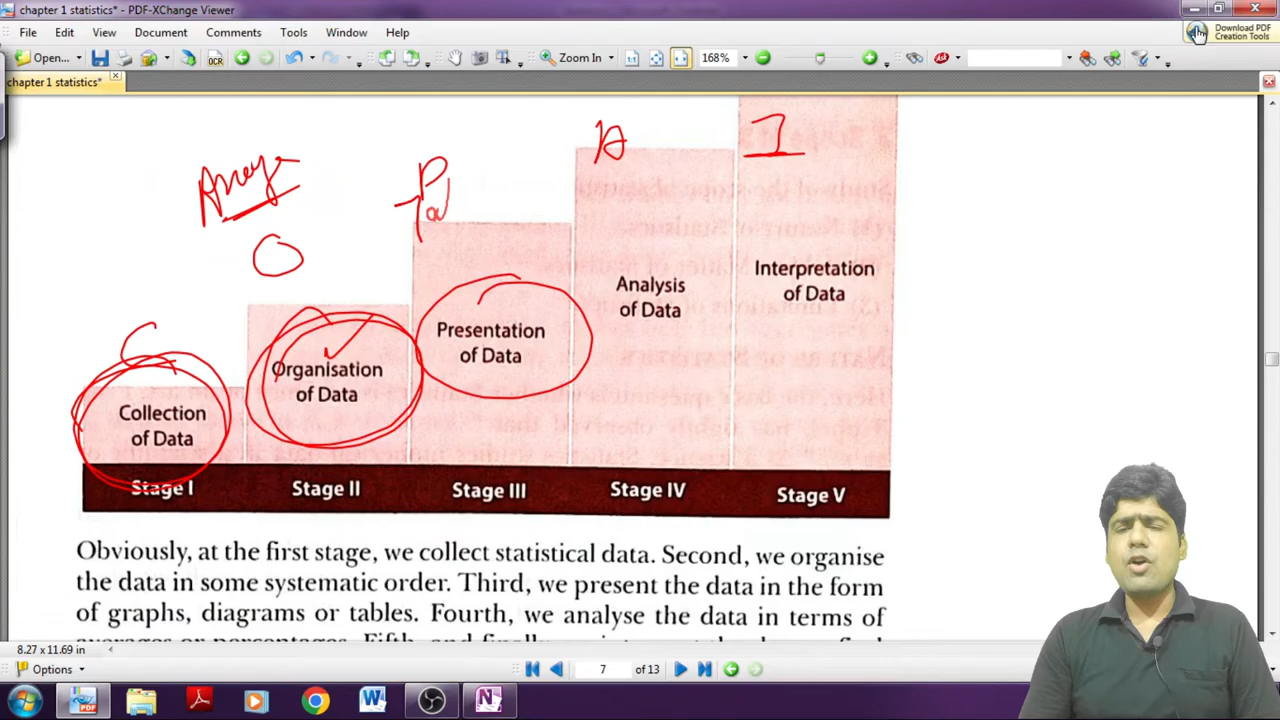 chapter 1 statistics* - PDF-XChange Viewer
File Edit View Document Comments Tools Window Help
Download PDF
Creation Tools
Open...
OCR
Zoom In
168%
chapter 1 statistics*
A
I
P
O
C
Interpretation
of Data
Analysis
of Data
Presentation
of Data
Organisation
of Data
Collection
of Data
Stage I Stage II Stage III Stage IV Stage V
Obviously, at the first stage, we collect statistical data. Second, we organise
the data in some systematic order. Third, we present the data in the form
of graphs, diagrams or tables. Fourth, we analyse the data in terms of
8.27 x 11.69 in
Options
7 of 13